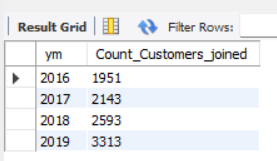 Result Grid Filter Rows:
ym Count_Customers_joined
2016 1951
2017 2143
2018 2593
2019 3313